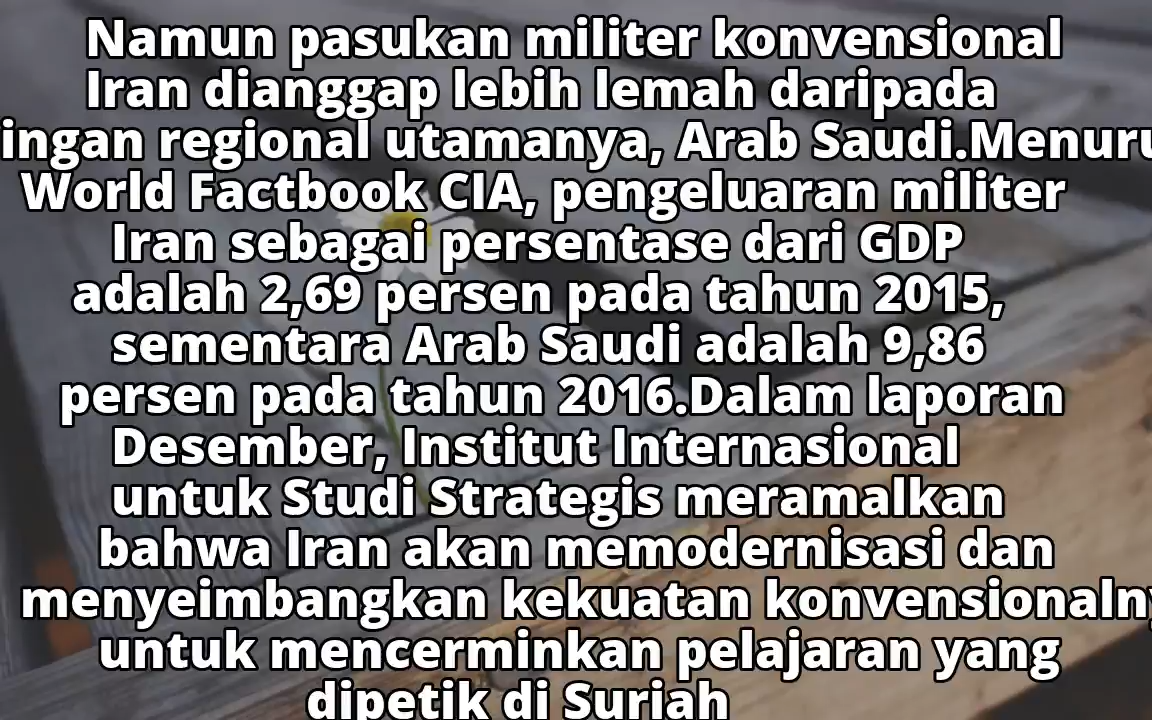 Namun pasukan militer konvensional
Iran dianggap lebih lemah daripada
ingan regional utamanya, Arab Saudi.Menuru
World Factbook CIA, pengeluaran militer
Iran sebagai persentase dari GDP
adalah 2,69 persen pada tahun 2015,
sementara Arab Saudi adalah 9,86
persen pada tahun 2016.Dalam laporan
Desember, Institut Internasional
untuk Studi Strategis meramalkan
bahwa Iran akan memodernisasi dan
menyeimbangkan kekuatan konvensionalny
untuk mencerminkan pelajaran yang
dipetik di Suriah